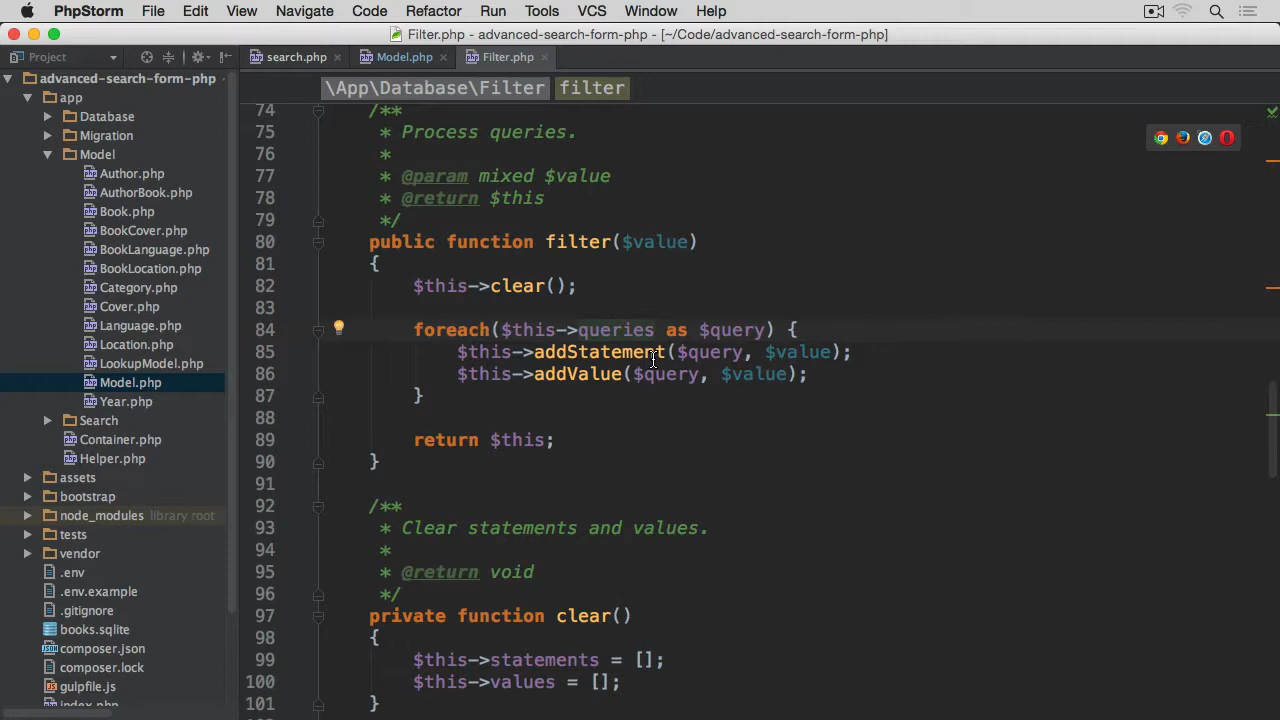 PhpStorm File Edit View Navigate Code Refactor Run Tools VCS Window Help
Filter.php - advanced-search-form-php - [~/Code/advanced-search-form-php]
Project
search.php Model.php Filter.php
\App\Database\Filter filter
advanced-search-form-php
app
Database
Migration
Model
Author.php
AuthorBook.php
Book.php
BookCover.php
BookLanguage.php
BookLocation.php
Category.php
Cover.php
Language.php
Location.php
LookupModel.php
Model.php
Year.php
Search
Container.php
Helper.php
assets
bootstrap
node_modules library root
tests
vendor
.env
.env.example
.gitignore
books.sqlite
composer.json
composer.lock
gulpfile.js
index.php
74 /**
75 * Process queries.
76 *
77 * @param mixed $value
78 * @return $this
79 */
80 public function filter($value)
81 {
82 $this->clear();
83
84 foreach($this->queries as $query) {
85 $this->addStatement($query, $value);
86 $this->addValue($query, $value);
87 }
88
89 return $this;
90 }
91
92 /**
93 * Clear statements and values.
94 *
95 * @return void
96 */
97 private function clear()
98 {
99 $this->statements = [];
100 $this->values = [];
101 }